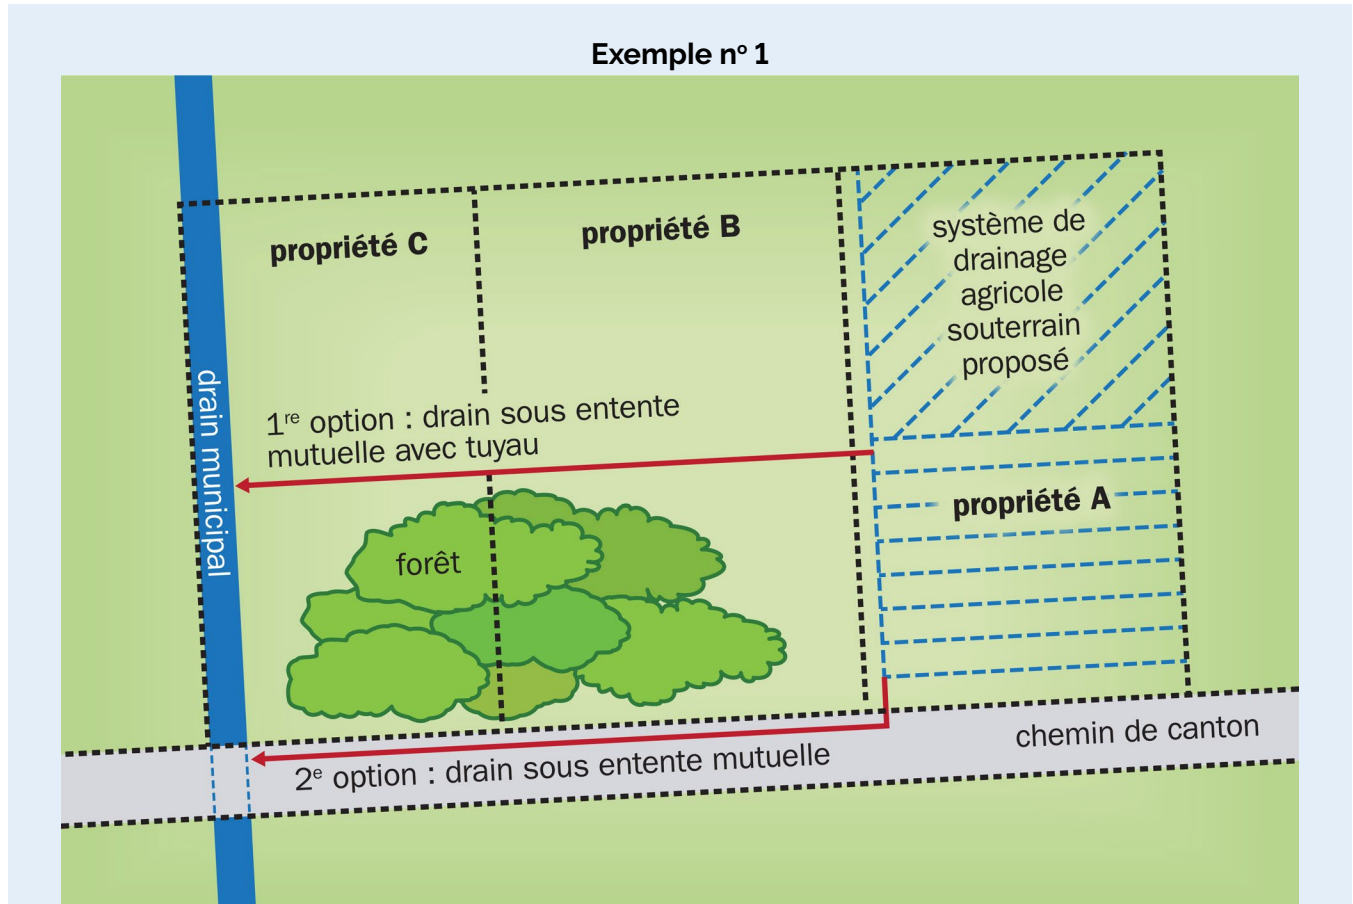 Exemple nº 1
propriété C
propriété B
système de
drainage
agricole
souterrain
proposé
drain municipal
1re option : drain sous entente
mutuelle avec tuyau
propriété A
forêt
chemin de canton
2e option : drain sous entente mutuelle